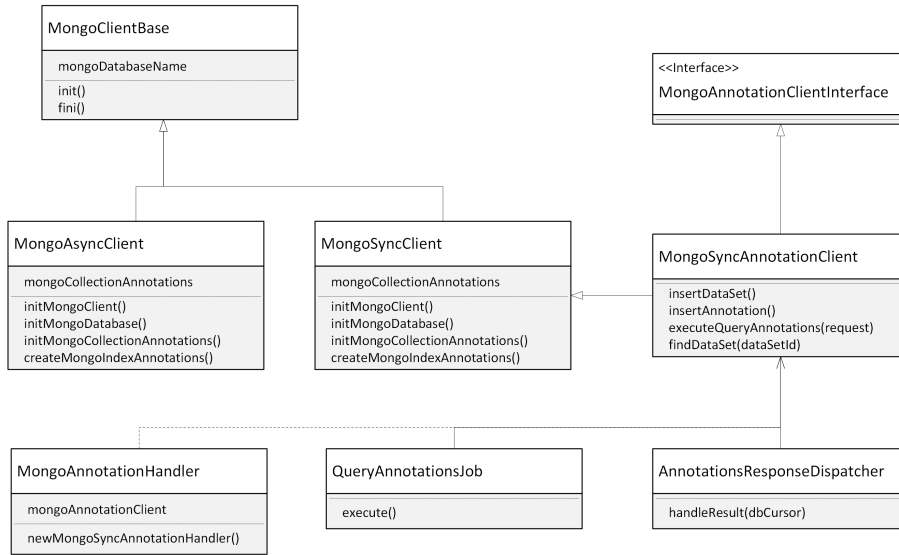 MongoClientBase
mongoDatabaseName
init()
fini()
<<Interface>>
MongoAnnotationClientInterface
MongoAsyncClient
mongoCollectionAnnotations
initMongoClient()
initMongoDatabase()
initMongoCollectionAnnotations()
createMongoIndexAnnotations()
MongoSyncClient
mongoCollectionAnnotations
initMongoClient()
initMongoDatabase()
initMongoCollectionAnnotations()
createMongoIndexAnnotations()
MongoSyncAnnotationClient
insertDataSet()
insertAnnotation()
executeQueryAnnotations(request)
findDataSet(dataSetId)
MongoAnnotationHandler
mongoAnnotationClient
newMongoSyncAnnotationHandler()
QueryAnnotationsJob
execute()
AnnotationsResponseDispatcher
handleResult(dbCursor)